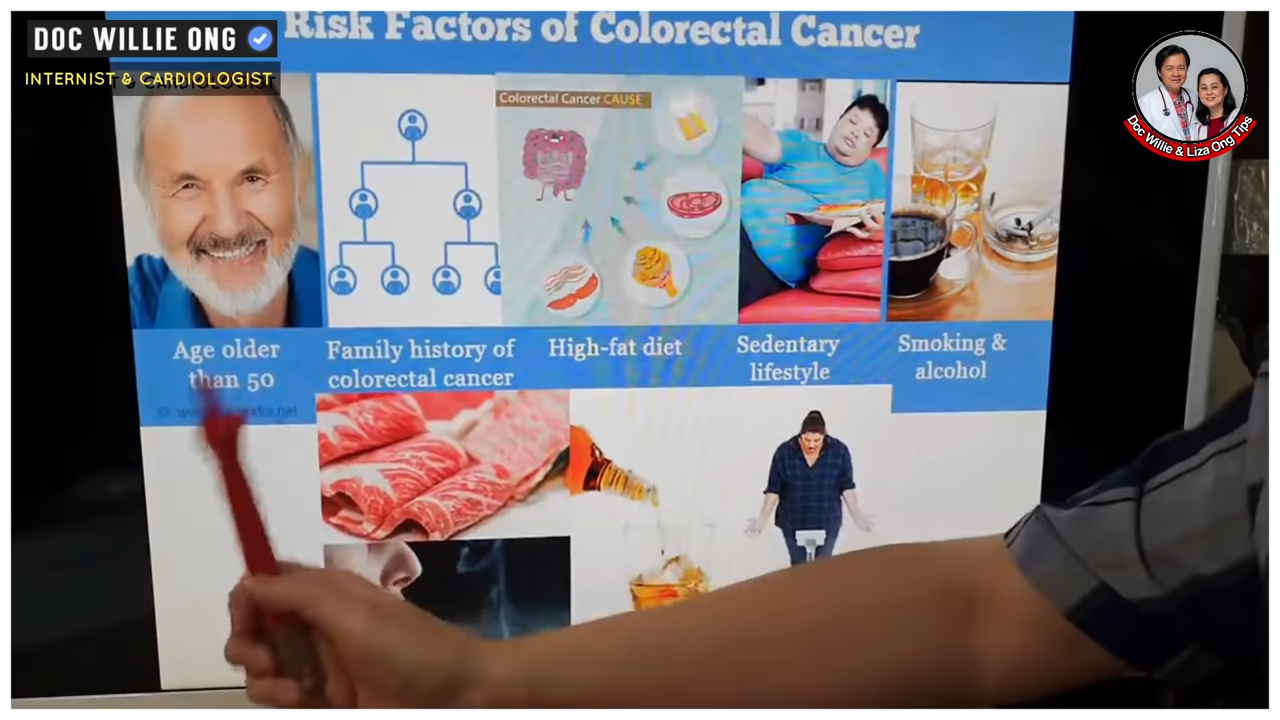 DOC WILLIE ONG
INTERNIST & CARDIOLOGIST
Risk Factors of Colorectal Cancer
Doc Willie & Liza Ong Tips
Colorectal Cancer CAUSE
Age older
than 50
Family history of
colorectal cancer
High-fat diet
Sedentary
lifestyle
Smoking &
alcohol